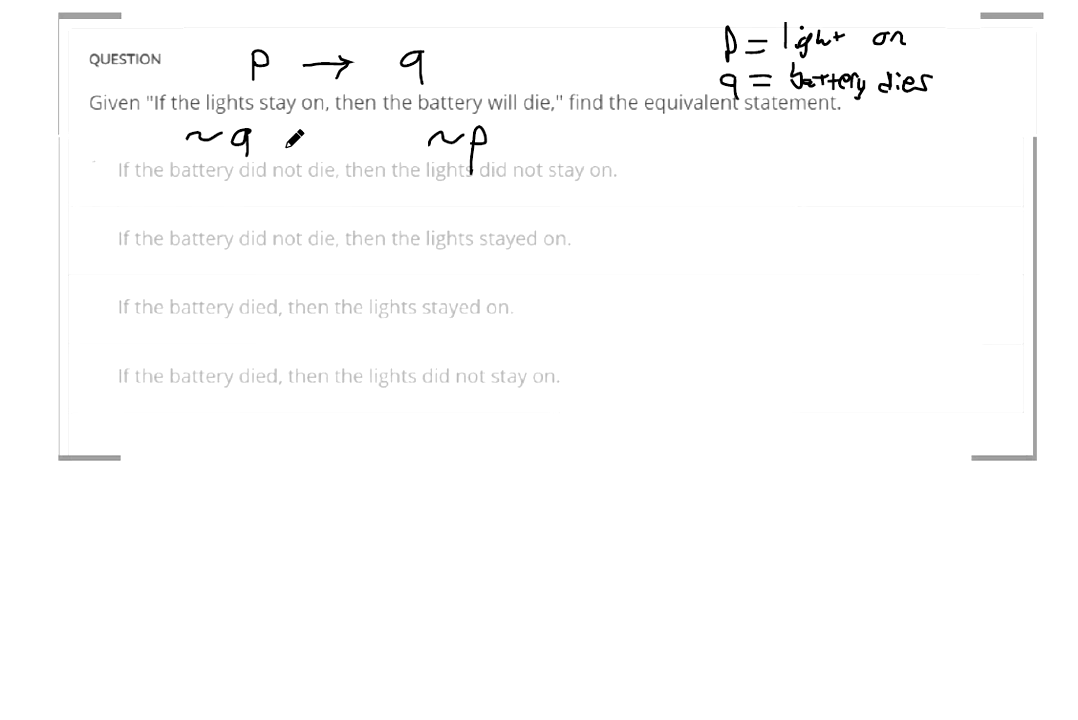 p = light on
QUESTION p → q
q = battery dies
Given "If the lights stay on, then the battery will die," find the equivalent statement.
~q ~p
If the battery did not die, then the lights did not stay on.
If the battery did not die, then the lights stayed on.
If the battery died, then the lights stayed on.
If the battery died, then the lights did not stay on.